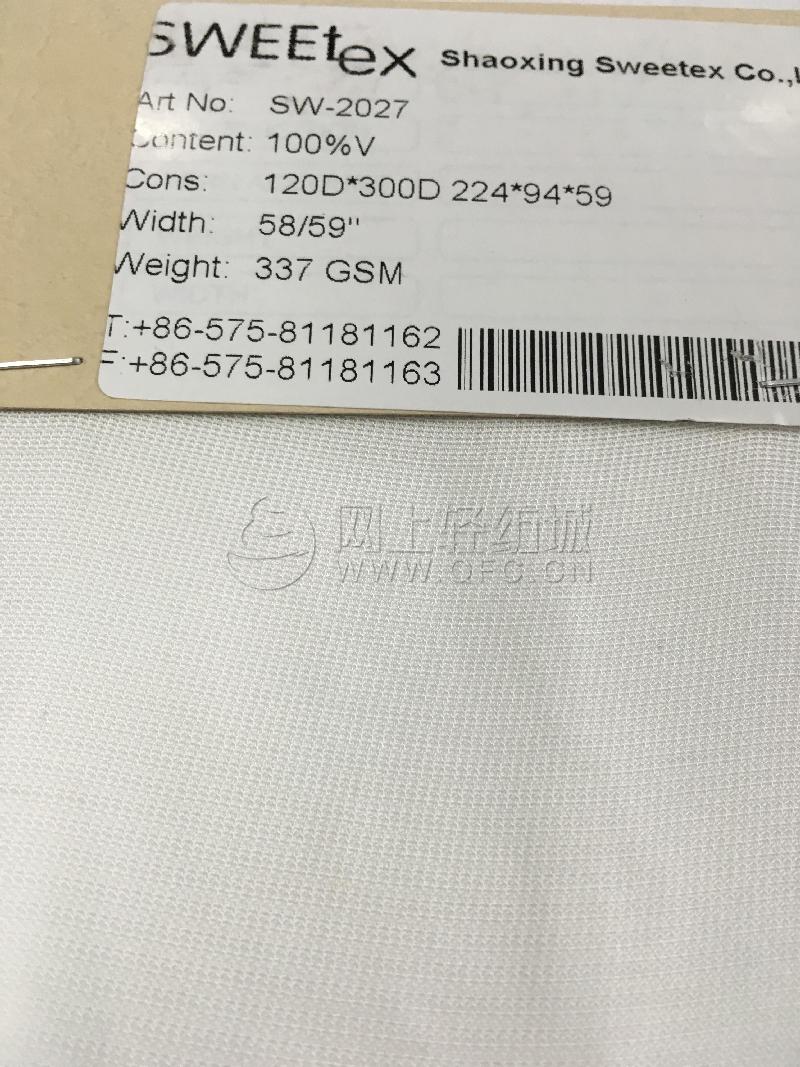 SWEEtex Shaoxing Sweetex Co.,
Art No: SW-2027
Content: 100%V
Cons: 120D*300D 224*94*59
Width: 58/59"
Weight: 337 GSM
T:+86-575-81181162
F:+86-575-81181163
网上轻纺城
WWW.QFC.CN